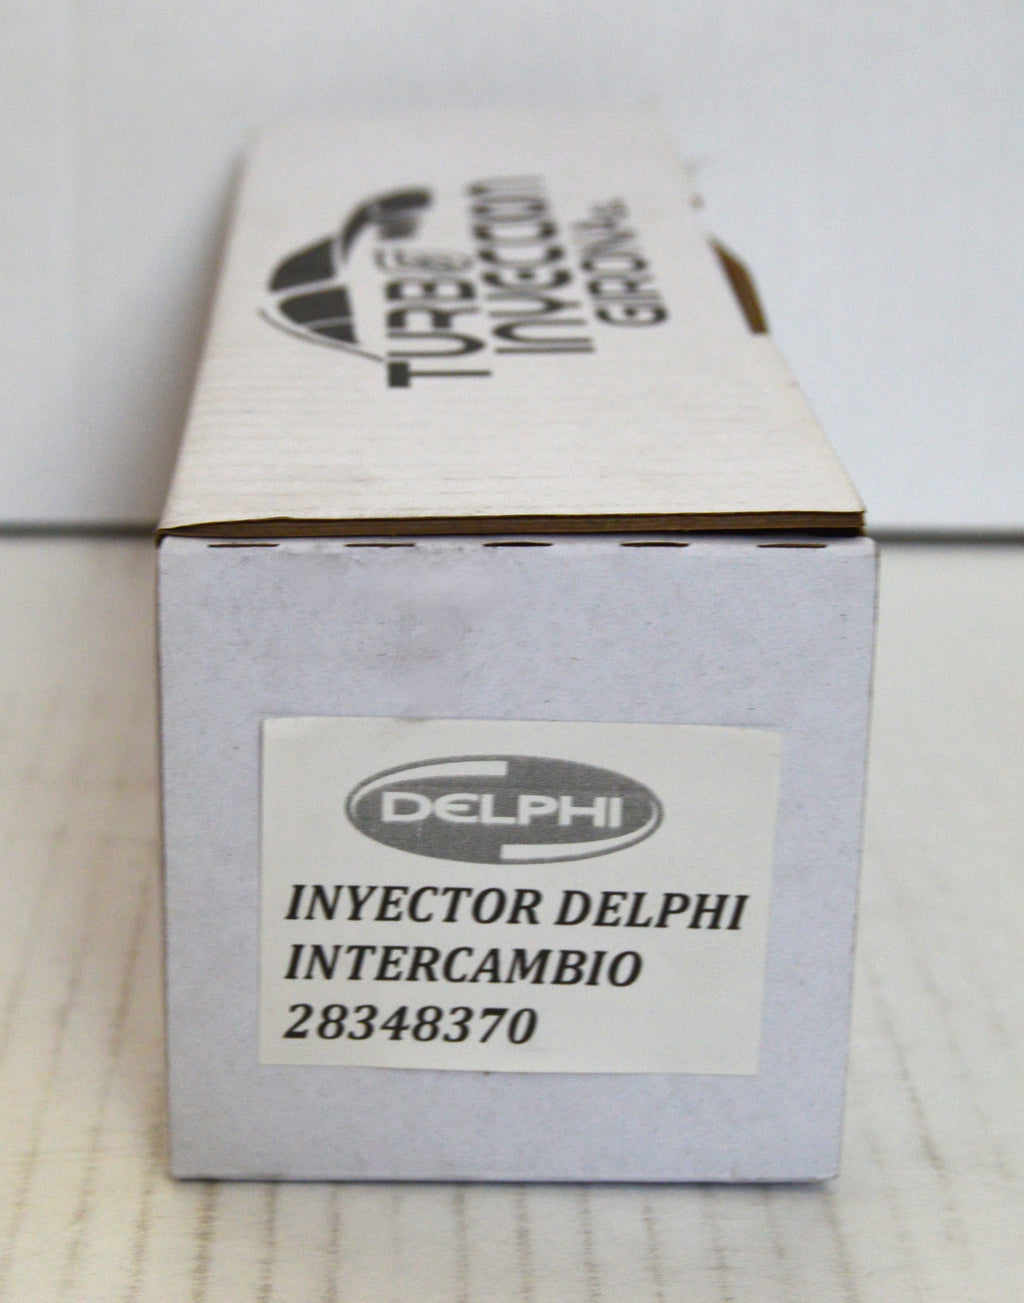 TURBO
INYECCION
GIRONA
DELPHI
INYECTOR DELPHI
INTERCAMBIO
28348370